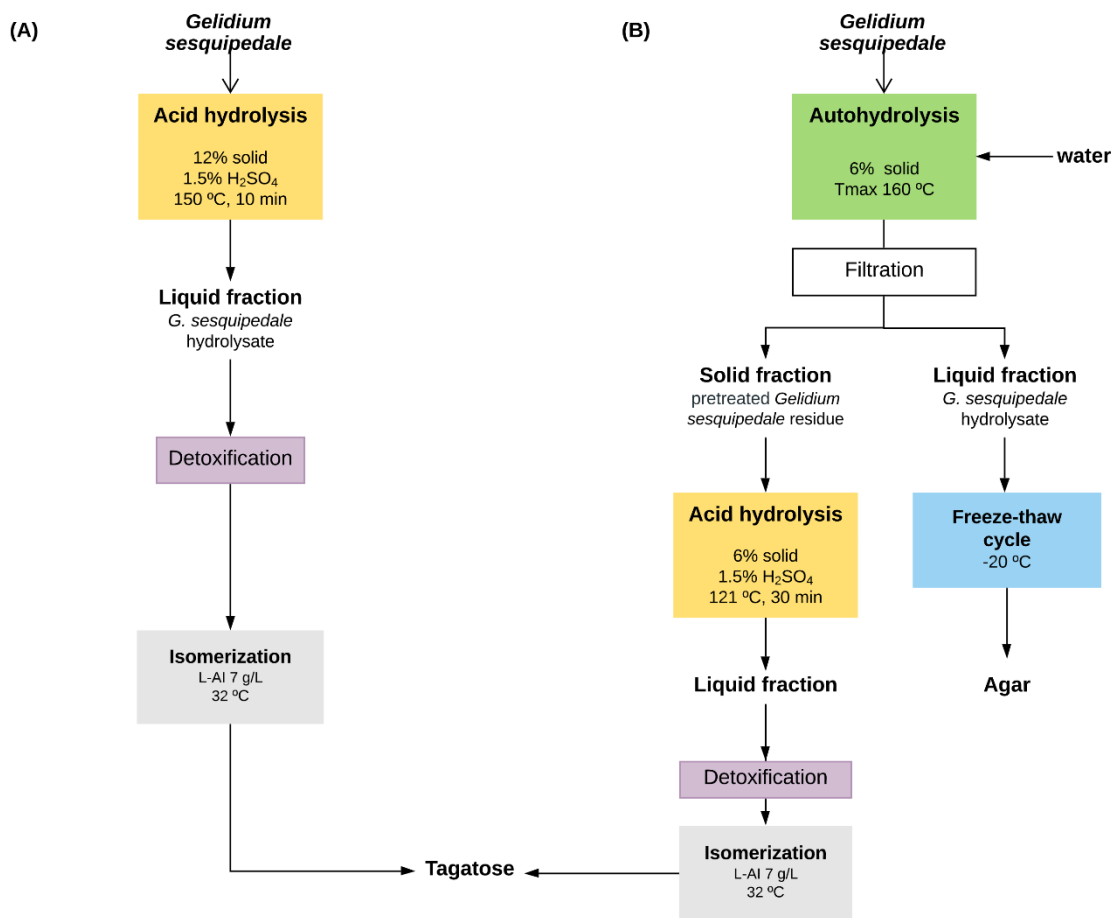 (A)
Gelidium
sesquipedale
Acid hydrolysis
12% solid
1.5% H₂SO₄
150 ºC, 10 min
Liquid fraction
G. sesquipedale
hydrolysate
Detoxification
Isomerization
L-AI 7 g/L
32 ºC
(B)
Gelidium
sesquipedale
Autohydrolysis
6% solid
Tmax 160 ºC
water
Filtration
Solid fraction
pretreated Gelidium
sesquipedale residue
Liquid fraction
G. sesquipedale
hydrolysate
Acid hydrolysis
6% solid
1.5% H₂SO₄
121 ºC, 30 min
Freeze-thaw
cycle
-20 ºC
Liquid fraction
Agar
Detoxification
Isomerization
L-AI 7 g/L
32 ºC
Tagatose